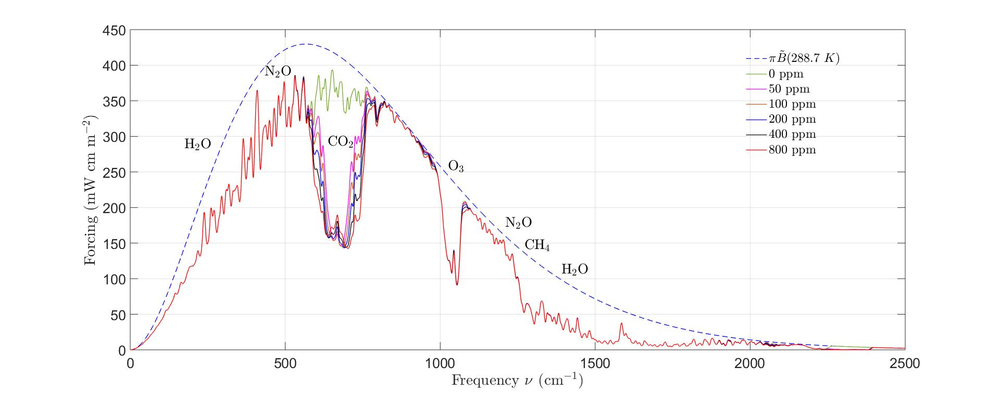 450
400
350
300
250
200
150
100
50
0
Forcing (mW cm m⁻²)
0 500 1000 1500 2000 2500
Frequency ν (cm⁻¹)
H₂O
N₂O
CO₂
O₃
N₂O
CH₄
H₂O
πB̃(288.7 K)
0 ppm
50 ppm
100 ppm
200 ppm
400 ppm
800 ppm